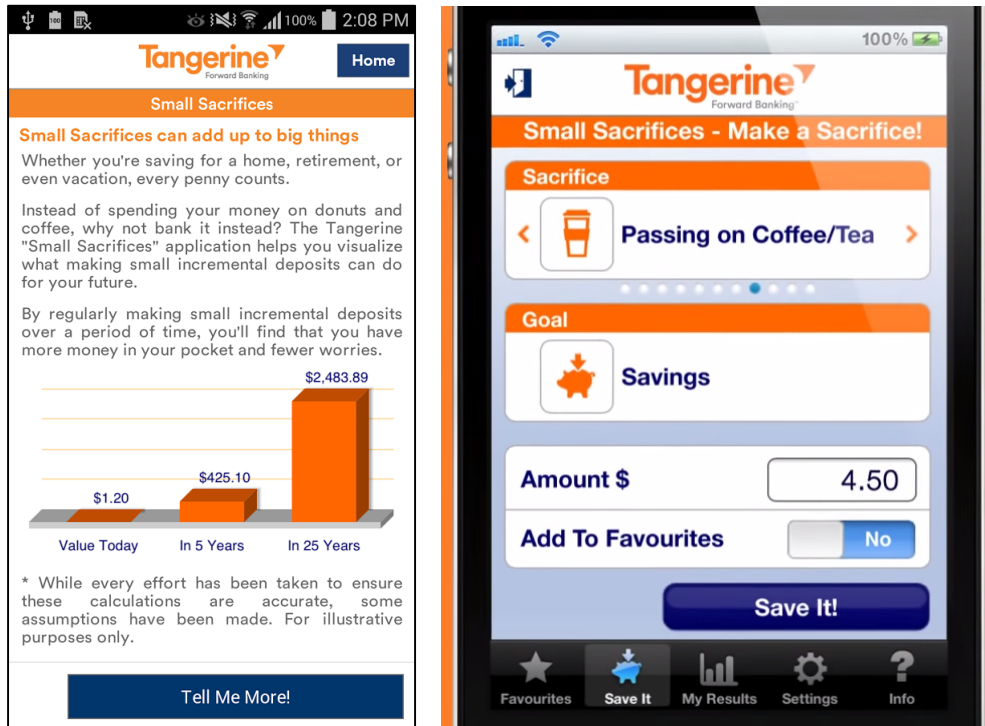 100% 2:08 PM
Tangerine
Forward Banking
Home
Small Sacrifices
Small Sacrifices can add up to big things
Whether you're saving for a home, retirement, or
even vacation, every penny counts.
Instead of spending your money on donuts and
coffee, why not bank it instead? The Tangerine
"Small Sacrifices" application helps you visualize
what making small incremental deposits can do
for your future.
By regularly making small incremental deposits
over a period of time, you'll find that you have
more money in your pocket and fewer worries.
$2,483.89
$425.10
$1.20
Value Today In 5 Years In 25 Years
* While every effort has been taken to ensure
these calculations are accurate, some
assumptions have been made. For illustrative
purposes only.
Tell Me More!
100%
Tangerine
Forward Banking
Small Sacrifices - Make a Sacrifice!
Sacrifice
Passing on Coffee/Tea
Goal
Savings
Amount $ 4.50
Add To Favourites No
Save It!
Favourites Save It My Results Settings Info